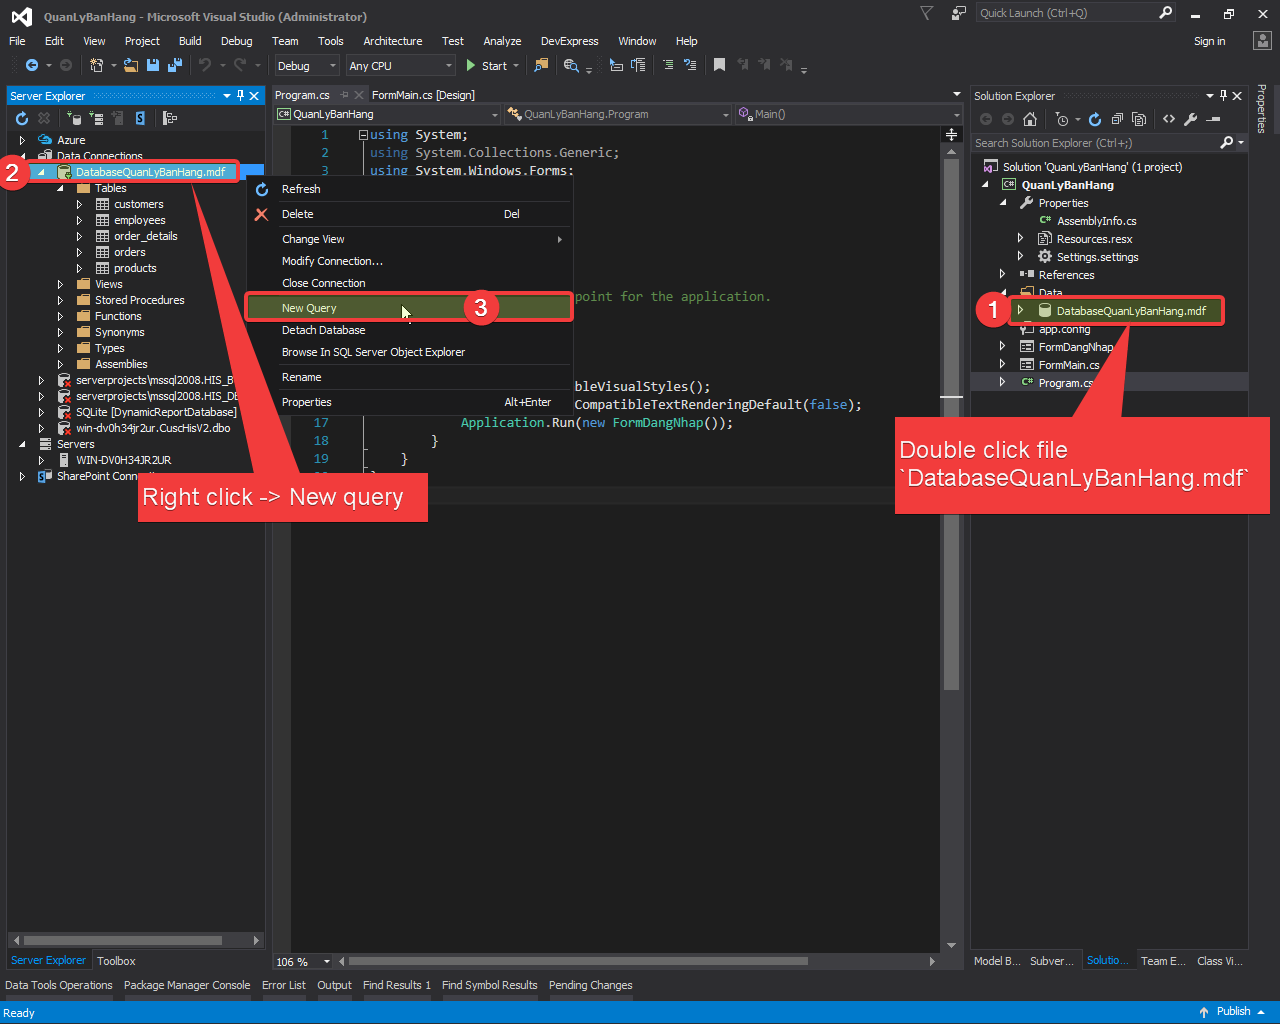 QuanLyBanHang - Microsoft Visual Studio (Administrator)
Quick Launch (Ctrl+Q)
File Edit View Project Build Debug Team Tools Architecture Test Analyze DevExpress Window Help
Sign in
Debug Any CPU Start
Server Explorer
Azure
Data Connections
2
DatabaseQuanLyBanHang.mdf
Tables
customers
employees
order_details
orders
products
Views
Stored Procedures
Functions
Synonyms
Types
Assemblies
serverprojects\mssql2008.HIS_
serverprojects\mssql2008.HIS_DE
SQLite [DynamicReportDatabase]
win-dv0h34jr2ur.CuscHisV2.dbo
Servers
WIN-DV0H34JR2UR
SharePoint
Right click -> New query
Server Explorer Toolbox
Program.cs FormMain.cs [Design]
QuanLyBanHang QuanLyBanHang.Program Main()
1 using System;
2 using System.Collections.Generic;
3 using System.Windows.Forms;
Refresh
Delete Del
Change View
Modify Connection...
Close Connection
New Query 3
Detach Database
Browse In SQL Server Object Explorer
Rename
Properties Alt+Enter
point for the application.
bleVisualStyles();
CompatibleTextRenderingDefault(false);
17 Application.Run(new FormDangNhap());
18 }
19 }
106 %
Solution Explorer
Search Solution Explorer (Ctrl+;)
Solution 'QuanLyBanHang' (1 project)
QuanLyBanHang
Properties
AssemblyInfo.cs
Resources.resx
Settings.settings
References
Data
1
DatabaseQuanLyBanHang.mdf
app.config
FormDangNhap
FormMain.cs
Program.cs
Double click file
`DatabaseQuanLyBanHang.mdf`
Model B... Subver... Solutio... Team E... Class Vi...
Properties
Data Tools Operations Package Manager Console Error List Output Find Results 1 Find Symbol Results Pending Changes
Ready
Publish